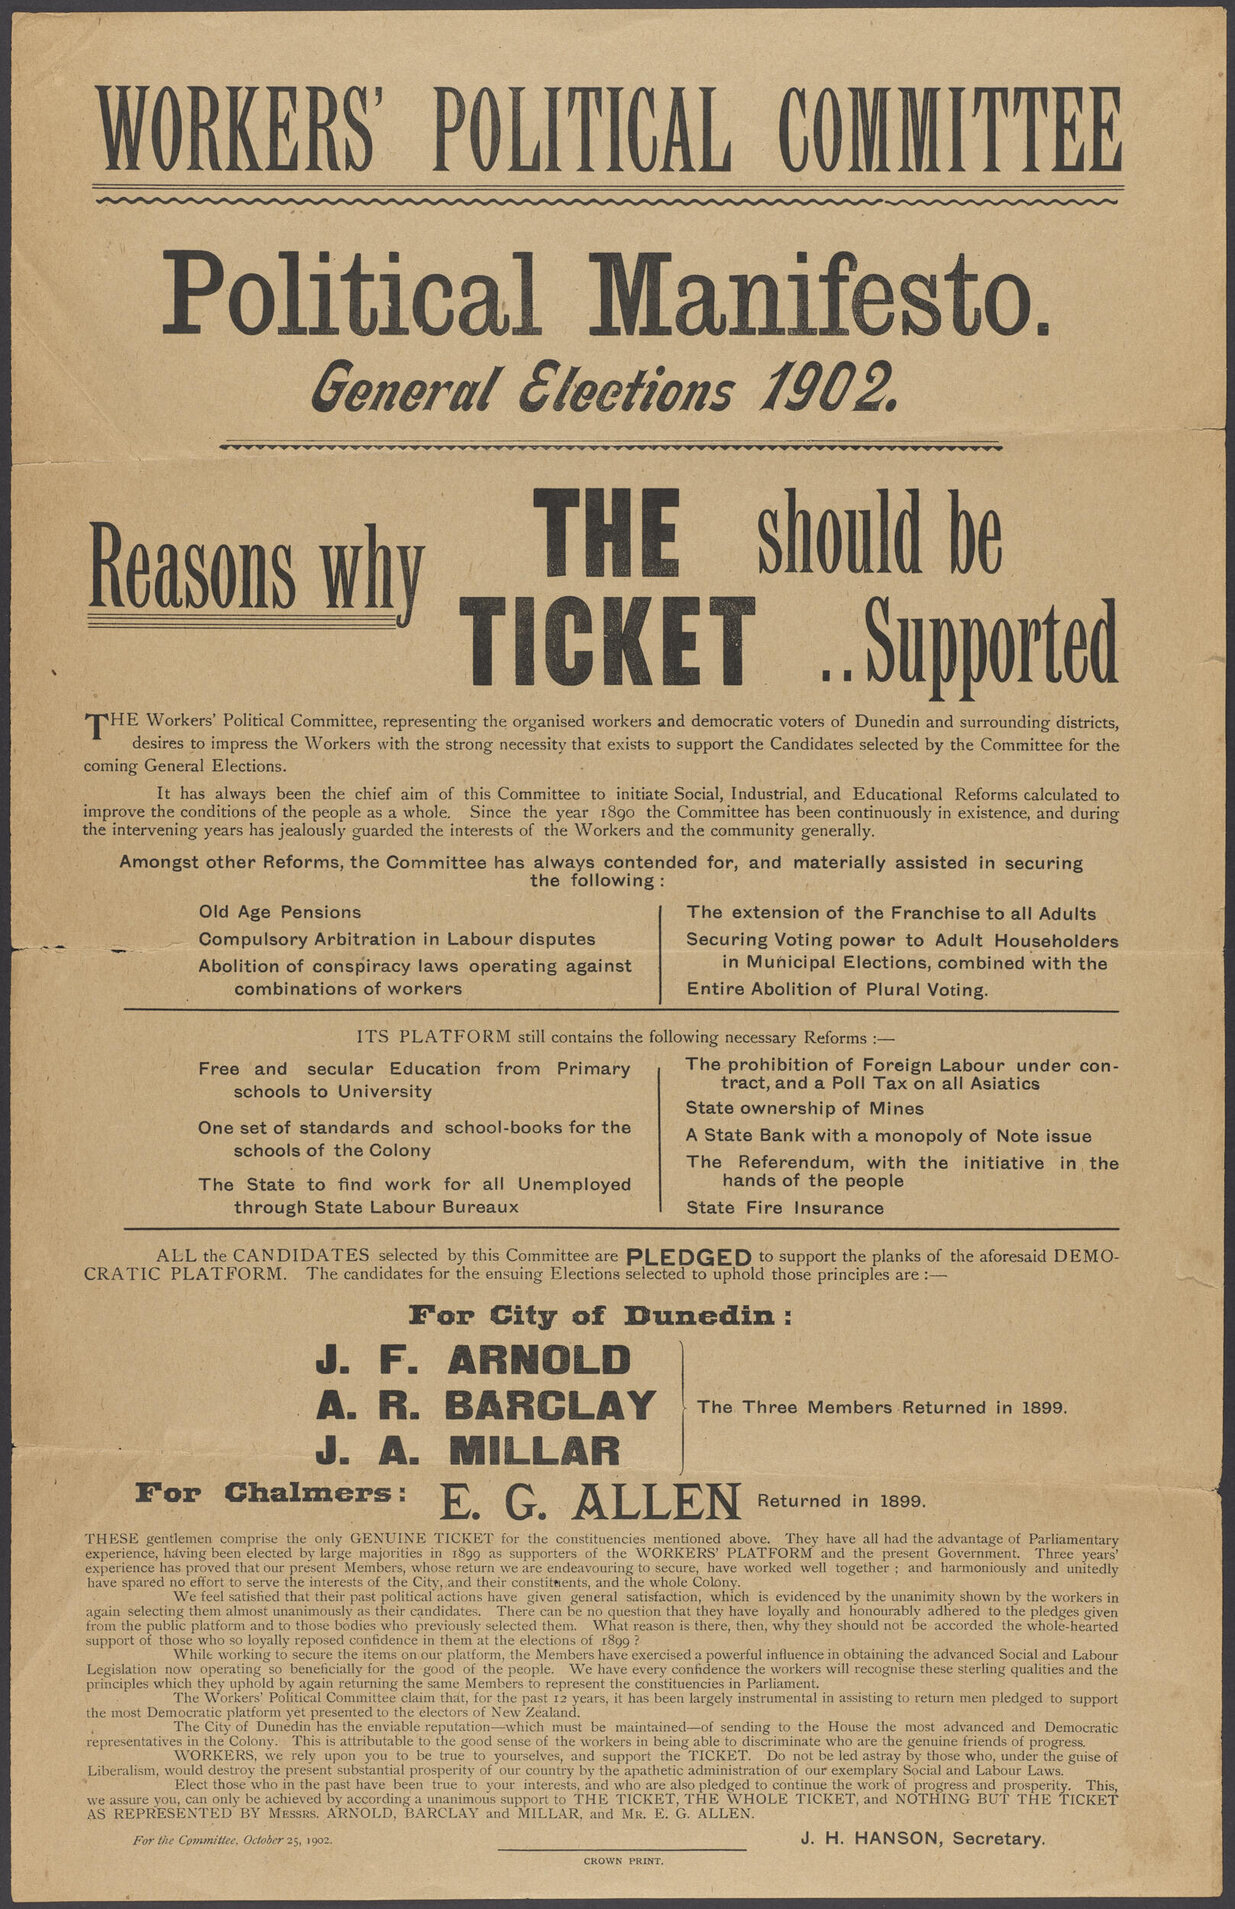 WORKERS' POLITICAL COMMITTEE
Political Manifesto.
General Elections 1902.
Reasons why THE TICKET should be
..Supported
THE Workers' Political Committee, representing the organised workers and democratic voters of Dunedin and surrounding districts,
desires to impress the Workers with the strong necessity that exists to support the Candidates selected by the Committee for the
coming General Elections.
It has always been the chief aim of this Committee to initiate Social, Industrial, and Educational Reforms calculated to
improve the conditions of the people as a whole. Since the year 1890 the Committee has been continuously in existence, and during
the intervening years has jealously guarded the interests of the Workers and the community generally.
Amongst other Reforms, the Committee has always contended for, and materially assisted in securing
the following :
Old Age Pensions
Compulsory Arbitration in Labour disputes
Abolition of conspiracy laws operating against
combinations of workers
The extension of the Franchise to all Adults
Securing Voting power to Adult Householders
in Municipal Elections, combined with the
Entire Abolition of Plural Voting.
ITS PLATFORM still contains the following necessary Reforms :—
Free and secular Education from Primary
schools to University
One set of standards and school-books for the
schools of the Colony
The State to find work for all Unemployed
through State Labour Bureaux
The prohibition of Foreign Labour under con-
tract, and a Poll Tax on all Asiatics
State ownership of Mines
A State Bank with a monopoly of Note issue
The Referendum, with the initiative in the
hands of the people
State Fire Insurance
ALL the CANDIDATES selected by this Committee are PLEDGED to support the planks of the aforesaid DEMO-
CRATIC PLATFORM. The candidates for the ensuing Elections selected to uphold those principles are :—
For City of Dunedin :
J. F. ARNOLD
A. R. BARCLAY
J. A. MILLAR
The Three Members Returned in 1899.
For Chalmers: E. G. ALLEN Returned in 1899.
THESE gentlemen comprise the only GENUINE TICKET for the constituencies mentioned above. They have all had the advantage of Parliamentary
experience, having been elected by large majorities in 1899 as supporters of the WORKERS' PLATFORM and the present Government. Three years'
experience has proved that our present Members, whose return we are endeavouring to secure, have worked well together ; and harmoniously and unitedly
have spared no effort to serve the interests of the City, and their constituents, and the whole Colony.
We feel satisfied that their past political actions have given general satisfaction, which is evidenced by the unanimity shown by the workers in
again selecting them almost unanimously as their candidates. There can be no question that they have loyally and honourably adhered to the pledges given
from the public platform and to those bodies who previously selected them. What reason is there, then, why they should not be accorded the whole-hearted
support of those who so loyally reposed confidence in them at the elections of 1899 ?
While working to secure the items on our platform, the Members have exercised a powerful influence in obtaining the advanced Social and Labour
Legislation now operating so beneficially for the good of the people. We have every confidence the workers will recognise these sterling qualities and the
principles which they uphold by again returning the same Members to represent the constituencies in Parliament.
The Workers' Political Committee claim that, for the past 12 years, it has been largely instrumental in assisting to return men pledged to support
the most Democratic platform yet presented to the electors of New Zealand.
The City of Dunedin has the enviable reputation—which must be maintained—of sending to the House the most advanced and Democratic
representatives in the Colony. This is attributable to the good sense of the workers in being able to discriminate who are the genuine friends of progress.
WORKERS, we rely upon you to be true to yourselves, and support the TICKET. Do not be led astray by those who, under the guise of
Liberalism, would destroy the present substantial prosperity of our country by the apathetic administration of our exemplary Social and Labour Laws.
Elect those who in the past have been true to your interests, and who are also pledged to continue the work of progress and prosperity. This,
we assure you, can only be achieved by according a unanimous support to THE TICKET, THE WHOLE TICKET, and NOTHING BUT THE TICKET
AS REPRESENTED BY MESSRS. ARNOLD, BARCLAY and MILLAR, and MR. E. G. ALLEN.
For the Committee. October 25, 1902.
J. H. HANSON, Secretary.
CROWN PRINT.